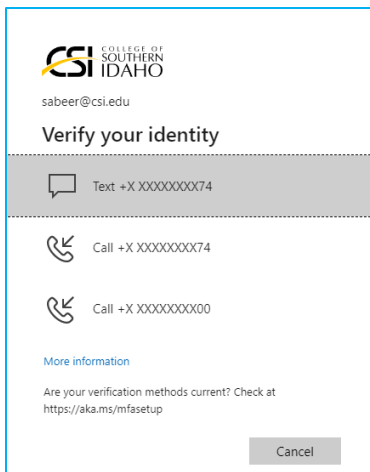 CSI COLLEGE OF
SOUTHERN
IDAHO
sabeer@csi.edu
Verify your identity
Text +X XXXXXXXX74
Call +X XXXXXXXX74
Call +X XXXXXXXX00
More information
Are your verification methods current? Check at
https://aka.ms/mfasetup
Cancel